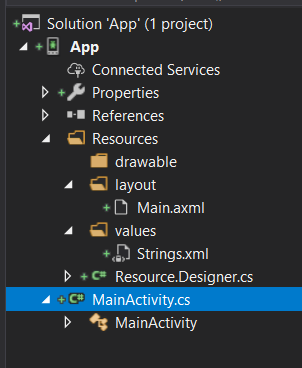 Solution 'App' (1 project)
App
Connected Services
Properties
References
Resources
drawable
layout
Main.axml
values
Strings.xml
C# Resource.Designer.cs
C# MainActivity.cs
MainActivity